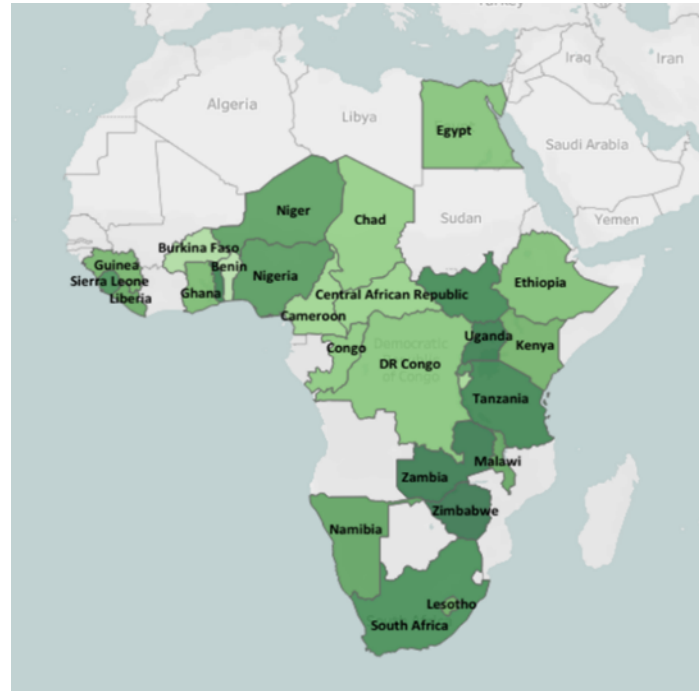 Turkey
Iraq
Iran
Algeria
Libya
Egypt
Saudi Arabia
Niger
Chad
Sudan
Yemen
Burkina Faso
Guinea
Benin
Nigeria
Sierra Leone
Ghana
Liberia
Central African Republic
Ethiopia
Cameroon
Uganda
Congo
Kenya
Democratic
DR Congo
of Congo
Tanzania
Malawi
Zambia
Zimbabwe
Namibia
Lesotho
South Africa